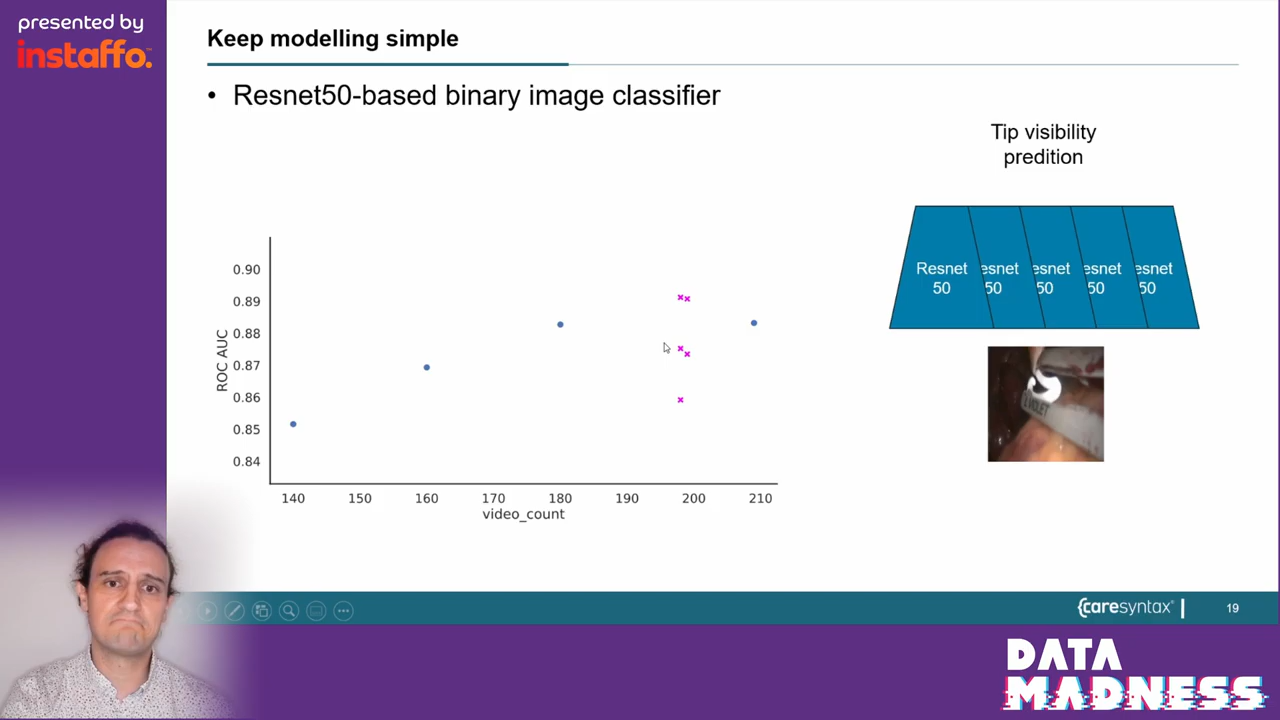 presented by
instaffo.
Keep modelling simple
• Resnet50-based binary image classifier
Tip visibility
predition
Resnet
50
esnet
50
esnet
50
esnet
50
esnet
50
ROC AUC
0.90
0.89
0.88
0.87
0.86
0.85
0.84
140 150 160 170 180 190 200 210
video_count
caresyntax
19
DATA
MADNESS